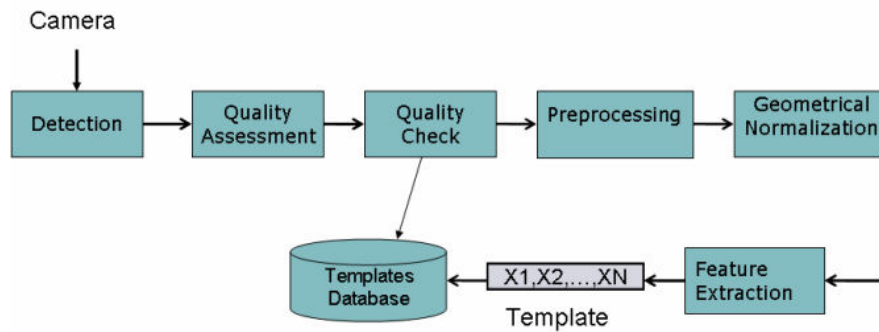 Camera
Detection
Quality
Assessment
Quality
Check
Preprocessing
Geometrical
Normalization
Templates
Database
X1,X2,...,XN
Template
Feature
Extraction